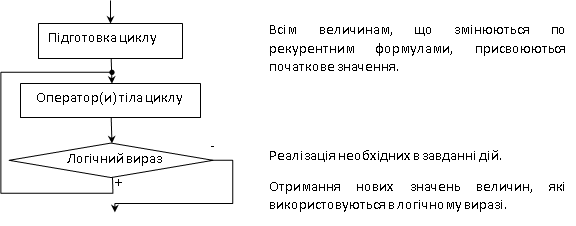 Підготовка циклу
Всім величинам, що змінюються по
рекурентним формулами, присвоюються
початкове значення.
Оператор(и) тіла циклу
Логічний вираз
-
+
Реалізація необхідних в завданні дій.
Отримання нових значень величин, які
використовуються в логічному виразі.